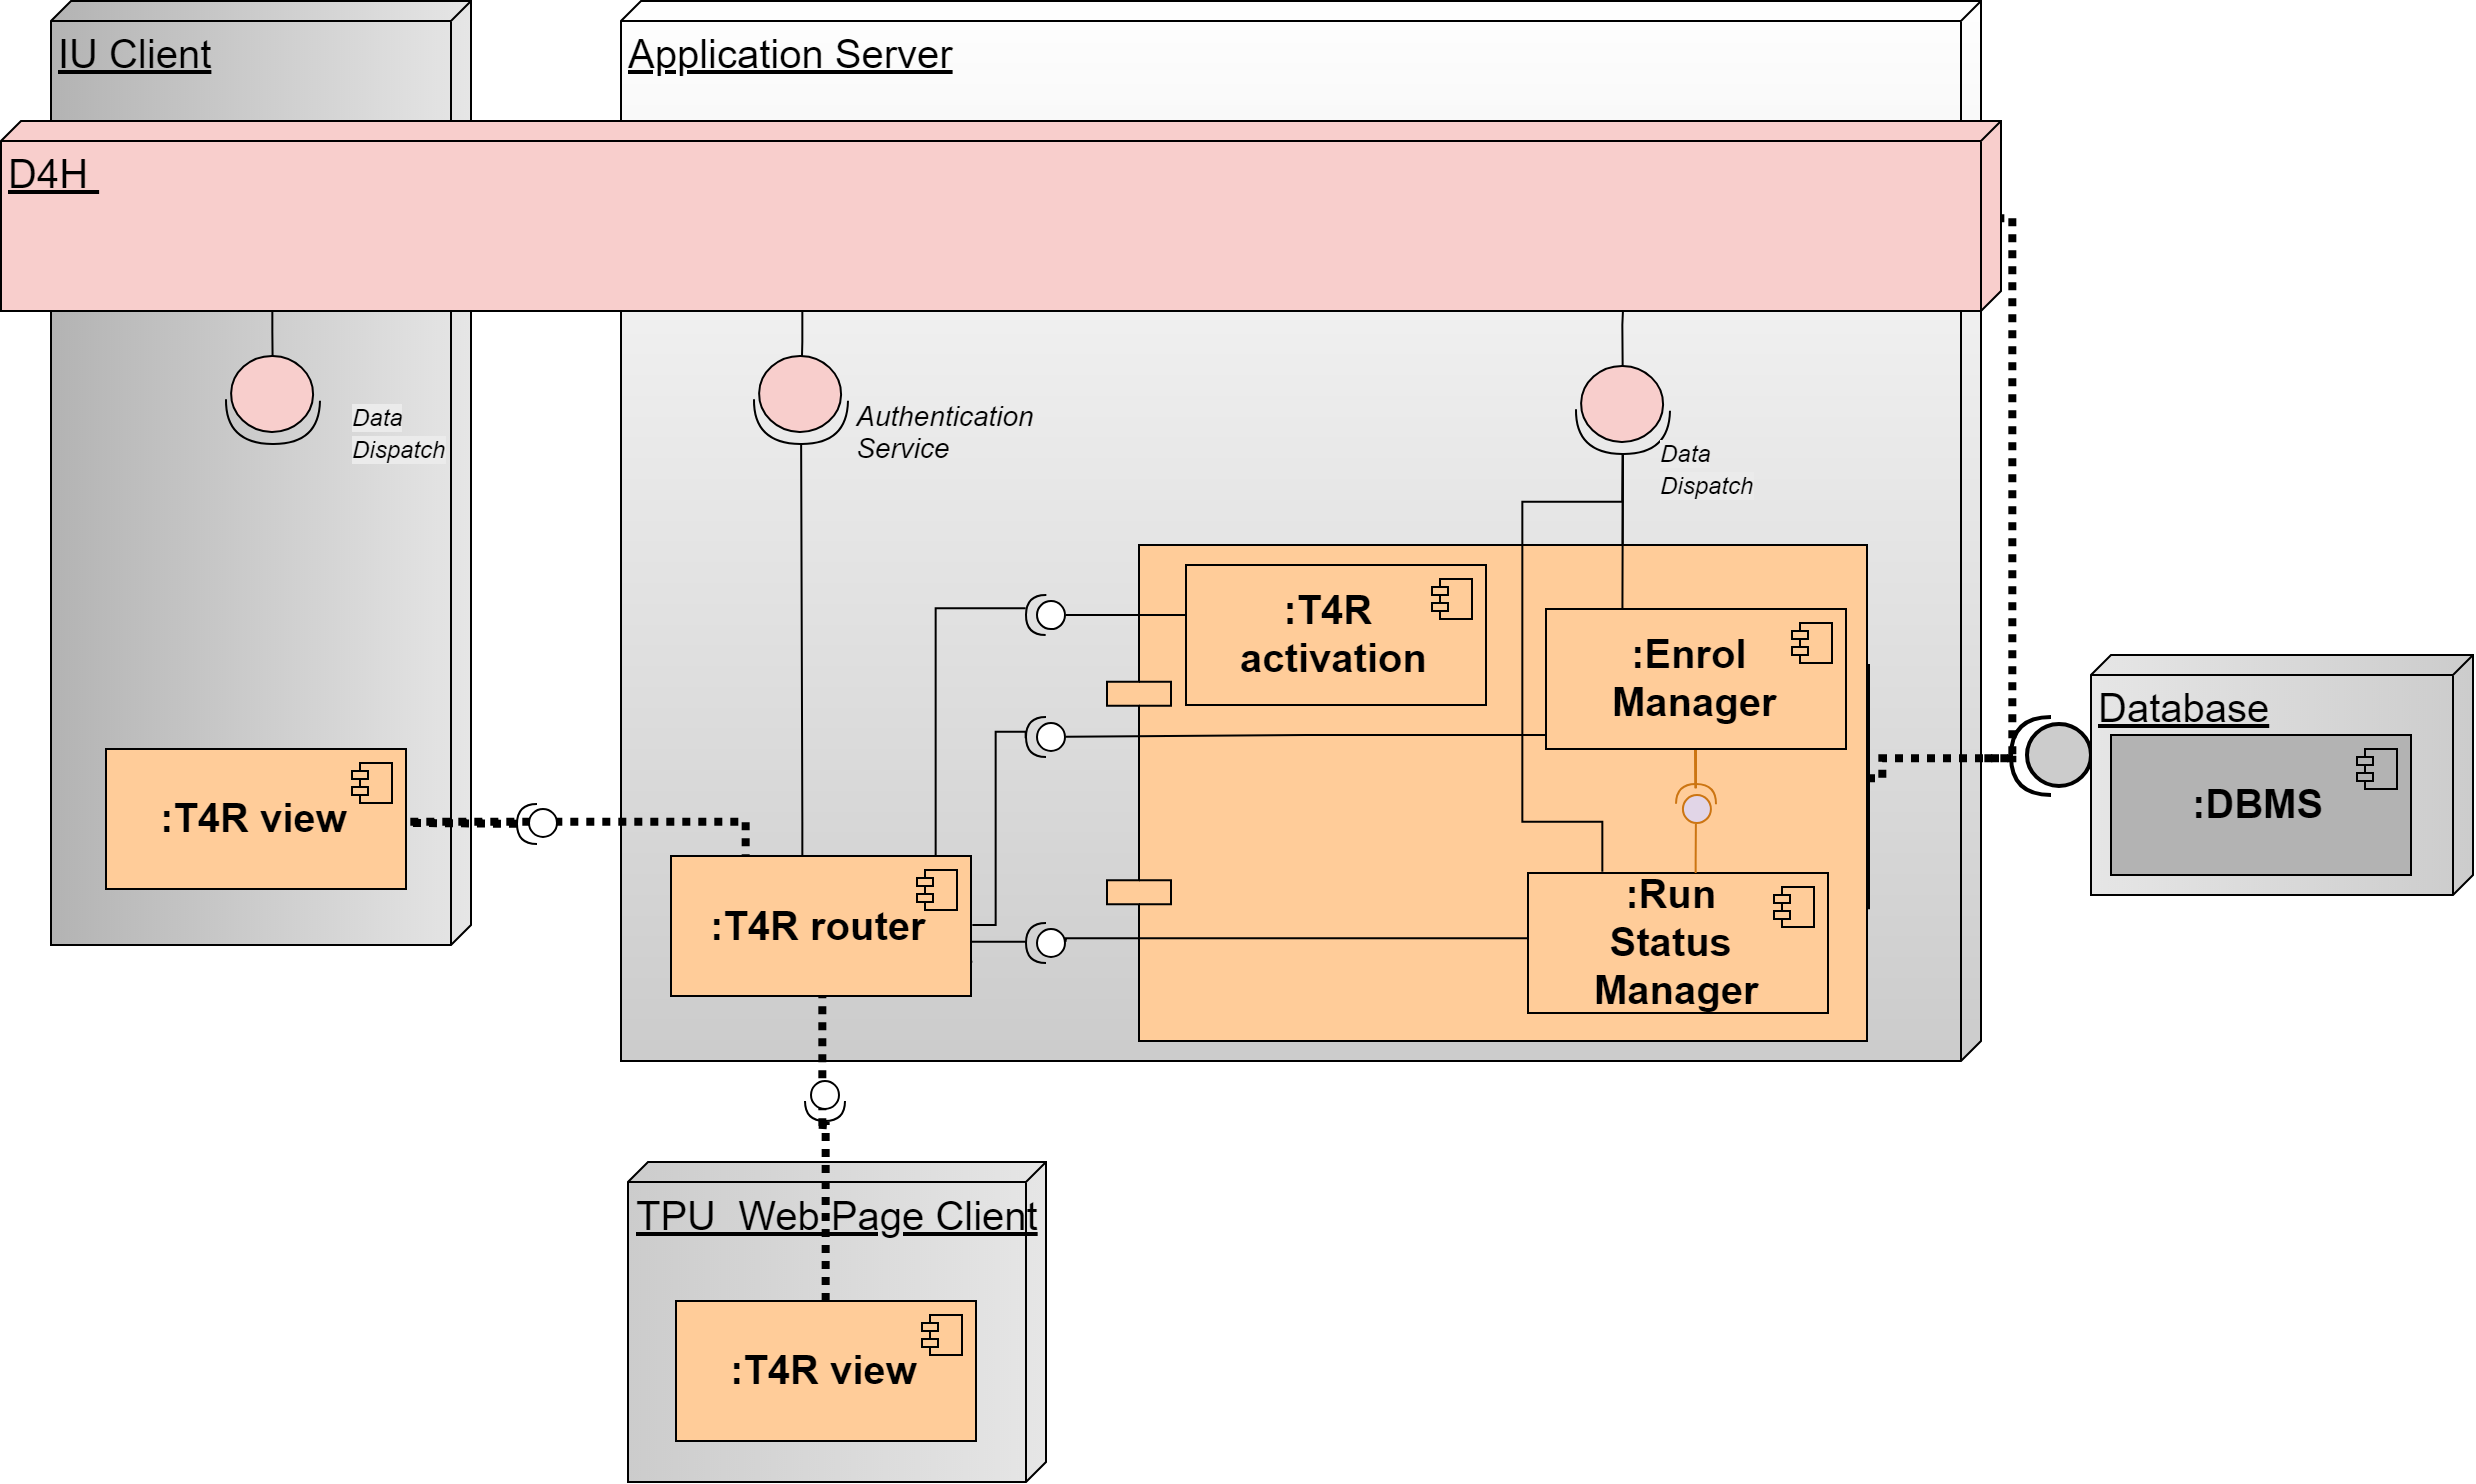 IU Client
Application Server
D4H
Data
Dispatch
Authentication
Service
Data
Dispatch
:T4R
activation
:Enrol
Manager
Database
:DBMS
:T4R view
:T4R router
:Run
Status
Manager
TPU  Web Page Client
:T4R view